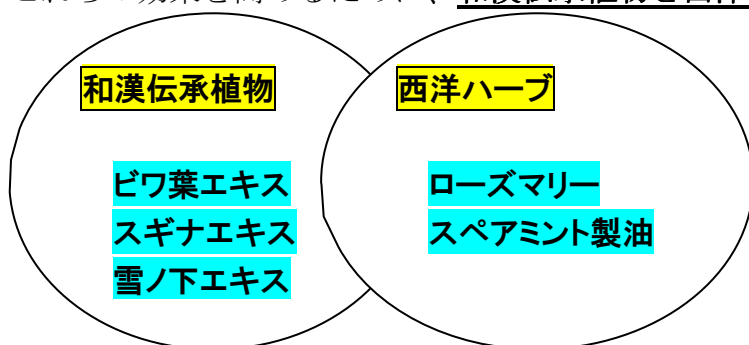 和漢伝承植物
西洋ハーブ
ビワ葉エキス
スギナエキス
雪ノ下エキス
ローズマリー
スペアミント製油